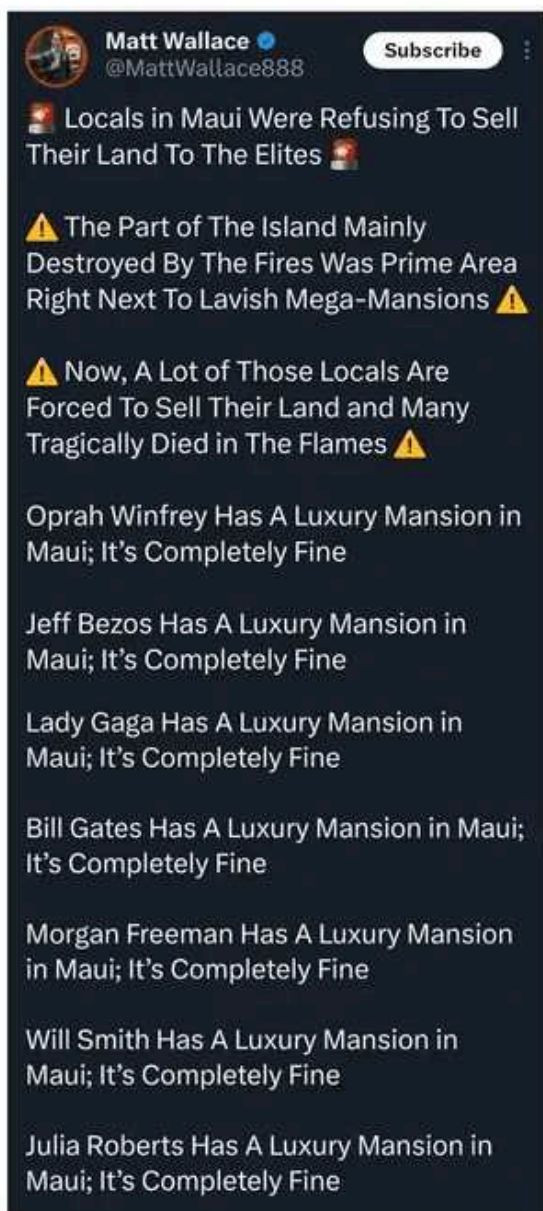 Matt Wallace
@MattWallace888
Subscribe
🚨 Locals in Maui Were Refusing To Sell
Their Land To The Elites 🚨
⚠️ The Part of The Island Mainly
Destroyed By The Fires Was Prime Area
Right Next To Lavish Mega-Mansions ⚠️
⚠️ Now, A Lot of Those Locals Are
Forced To Sell Their Land and Many
Tragically Died in The Flames ⚠️
Oprah Winfrey Has A Luxury Mansion in
Maui; It’s Completely Fine
Jeff Bezos Has A Luxury Mansion in
Maui; It’s Completely Fine
Lady Gaga Has A Luxury Mansion in
Maui; It’s Completely Fine
Bill Gates Has A Luxury Mansion in Maui;
It’s Completely Fine
Morgan Freeman Has A Luxury Mansion
in Maui; It’s Completely Fine
Will Smith Has A Luxury Mansion in
Maui; It’s Completely Fine
Julia Roberts Has A Luxury Mansion in
Maui; It’s Completely Fine